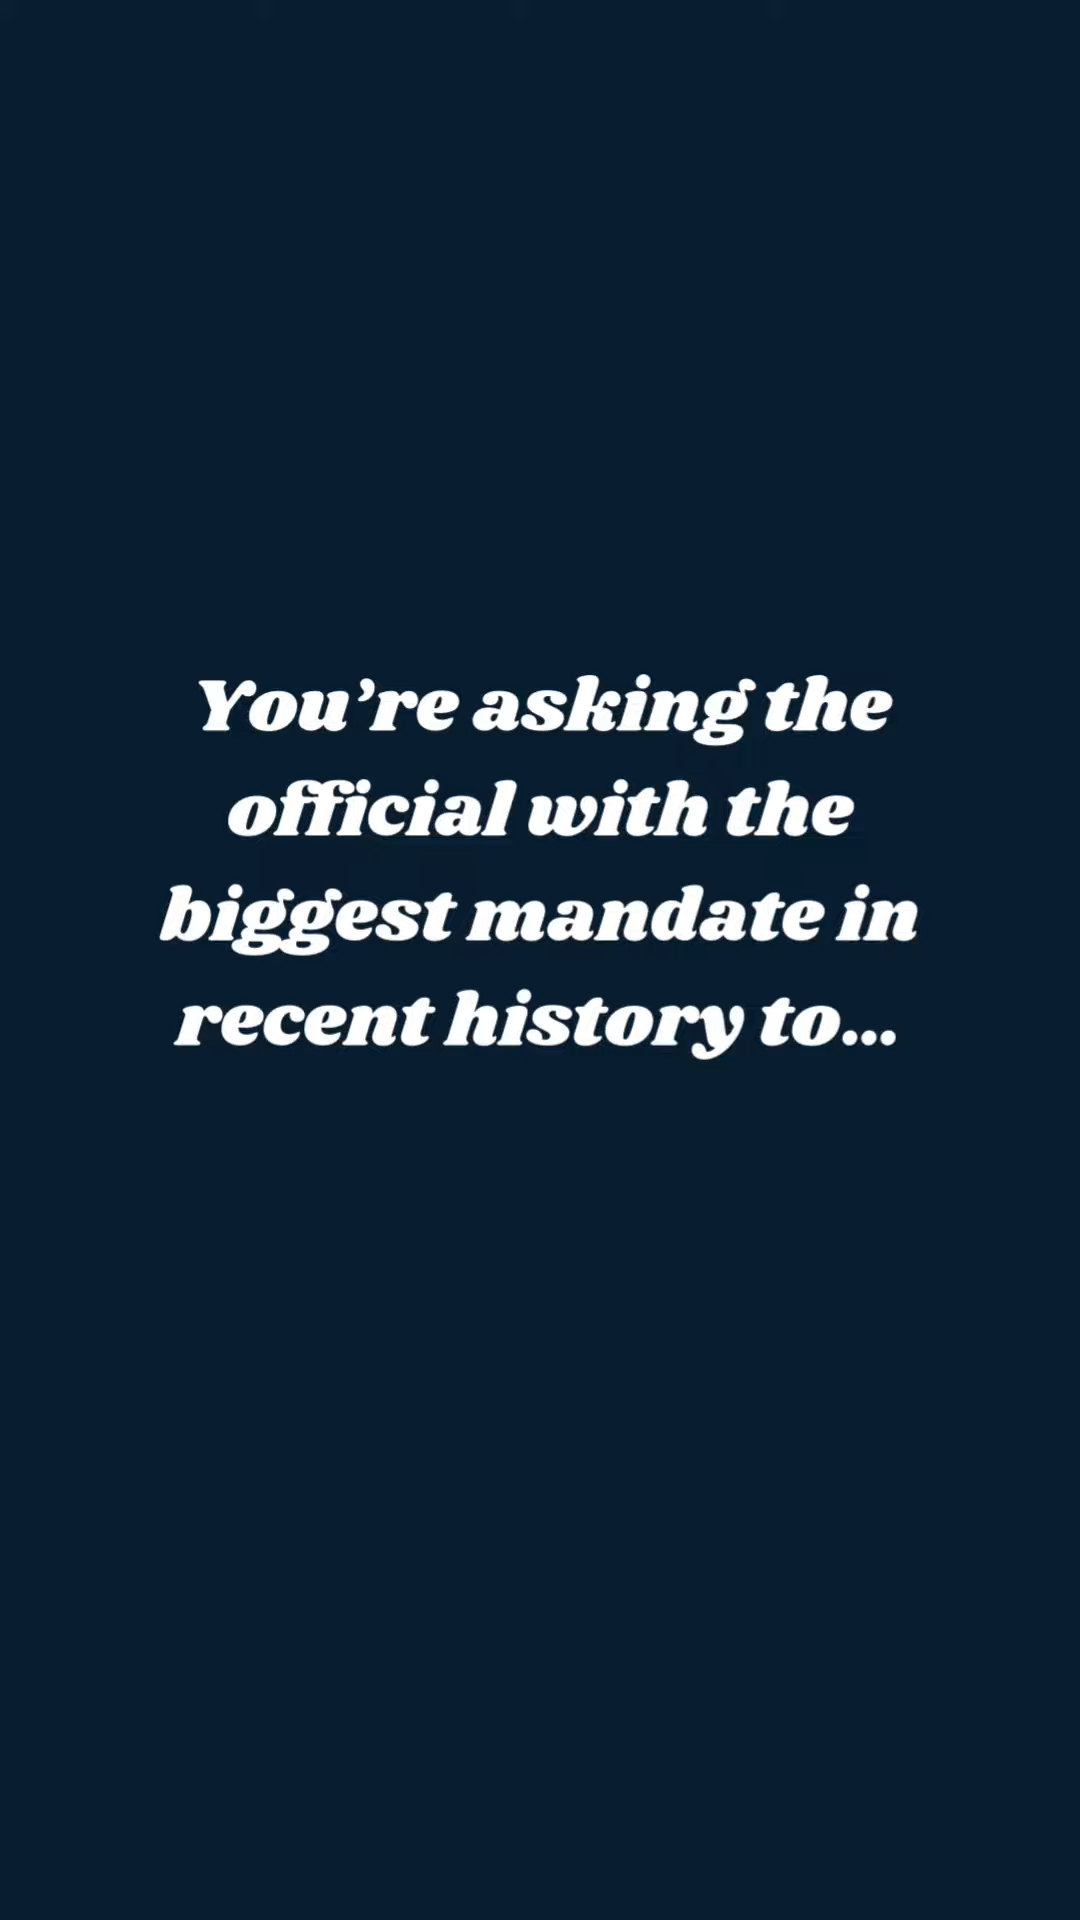 You’re asking the
official with the
biggest mandate in
recent history to...